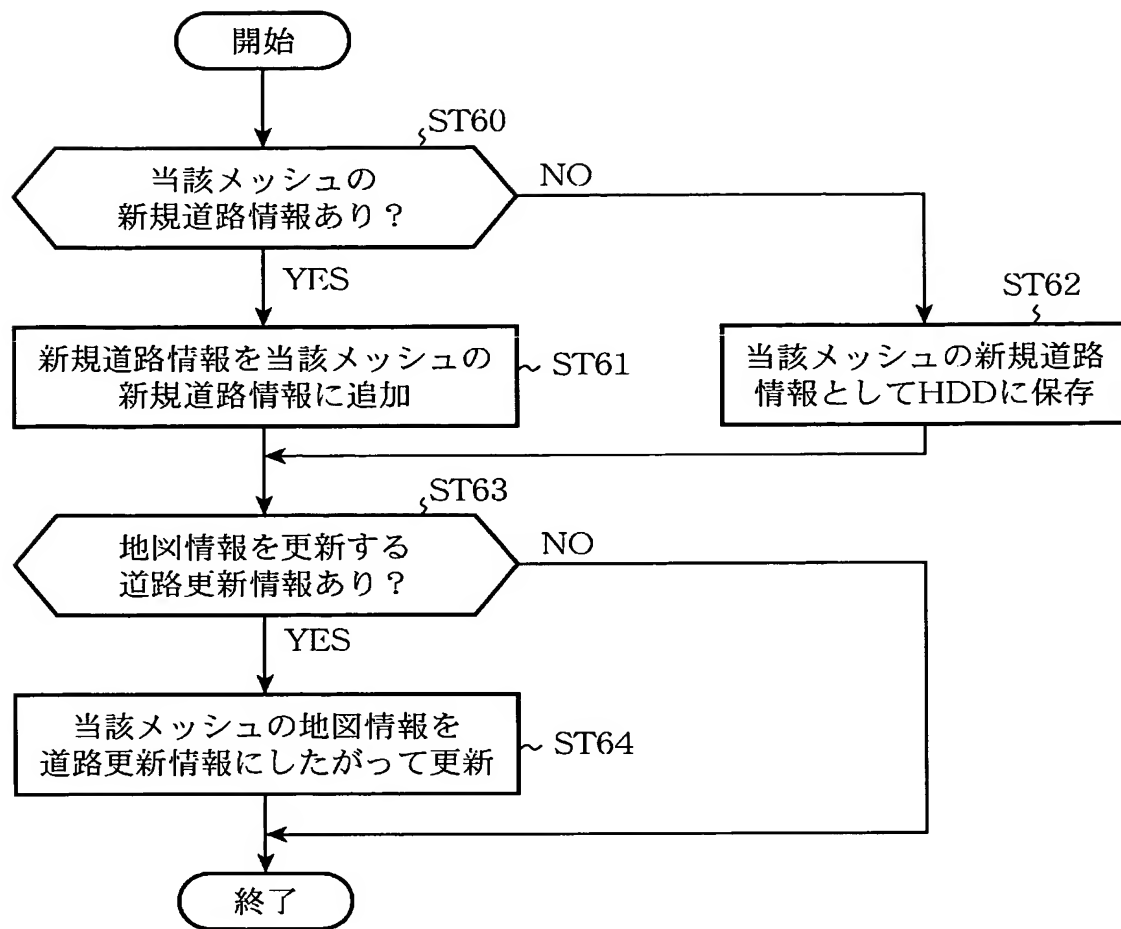 開始
ST60
当該メッシュの
新規道路情報あり？
NO
YES
ST62
新規道路情報を当該メッシュの
新規道路情報に追加
ST61
当該メッシュの新規道路
情報としてHDDに保存
ST63
地図情報を更新する
道路更新情報あり？
NO
YES
当該メッシュの地図情報を
道路更新情報にしたがって更新
ST64
終了